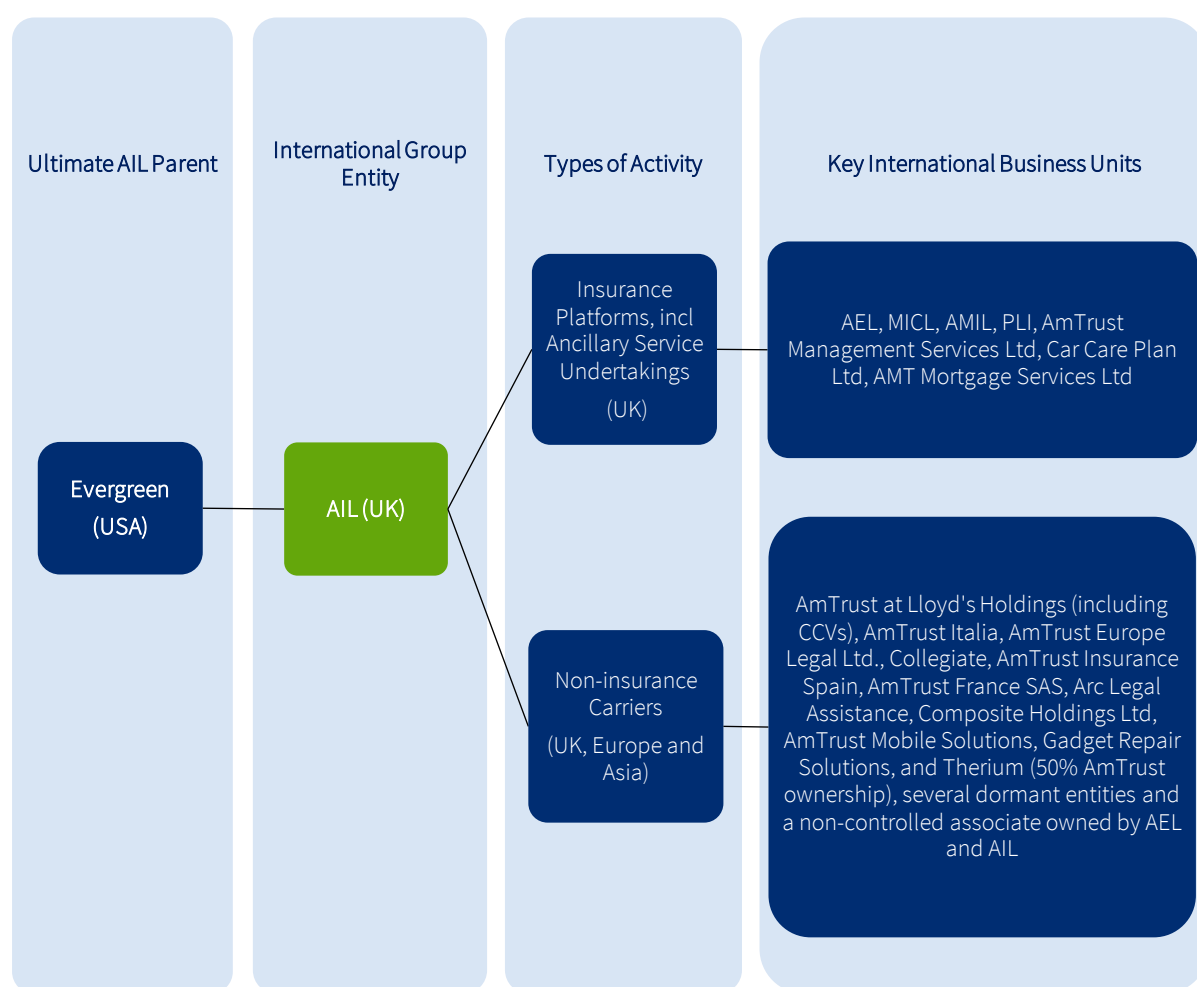 Ultimate AIL Parent
International Group
Entity
Types of Activity
Key International Business Units
Evergreen
(USA)
AIL (UK)
Insurance
Platforms, incl
Ancillary Service
Undertakings
(UK)
AEL, MICL, AMIL, PLI, AmTrust
Management Services Ltd, Car Care Plan
Ltd, AMT Mortgage Services Ltd
Non-insurance
Carriers
(UK, Europe and
Asia)
AmTrust at Lloyd's Holdings (including
CCVs), AmTrust Italia, AmTrust Europe
Legal Ltd., Collegiate, AmTrust Insurance
Spain, AmTrust France SAS, Arc Legal
Assistance, Composite Holdings Ltd,
AmTrust Mobile Solutions, Gadget Repair
Solutions, and Therium (50% AmTrust
ownership), several dormant entities and
a non-controlled associate owned by AEL
and AIL